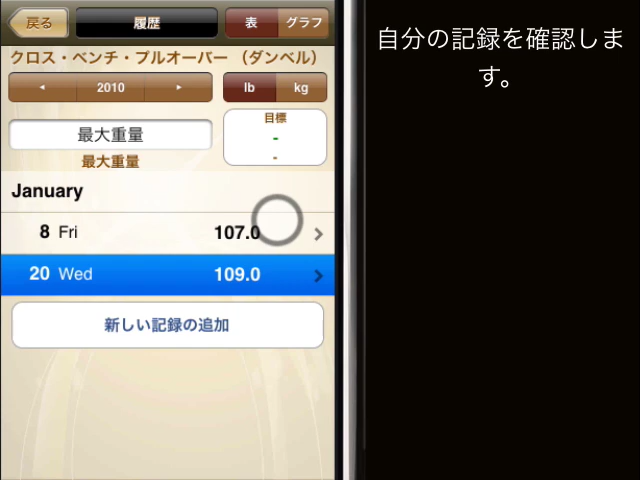 戻る 履歴 表 グラフ
クロス・ベンチ・プルオーバー （ダンベル）
◄ 2010 ► lb kg
目標
最大重量 -
最大重量 -
January
8 Fri 107.0
20 Wed 109.0
新しい記録の追加
自分の記録を確認しま
す。